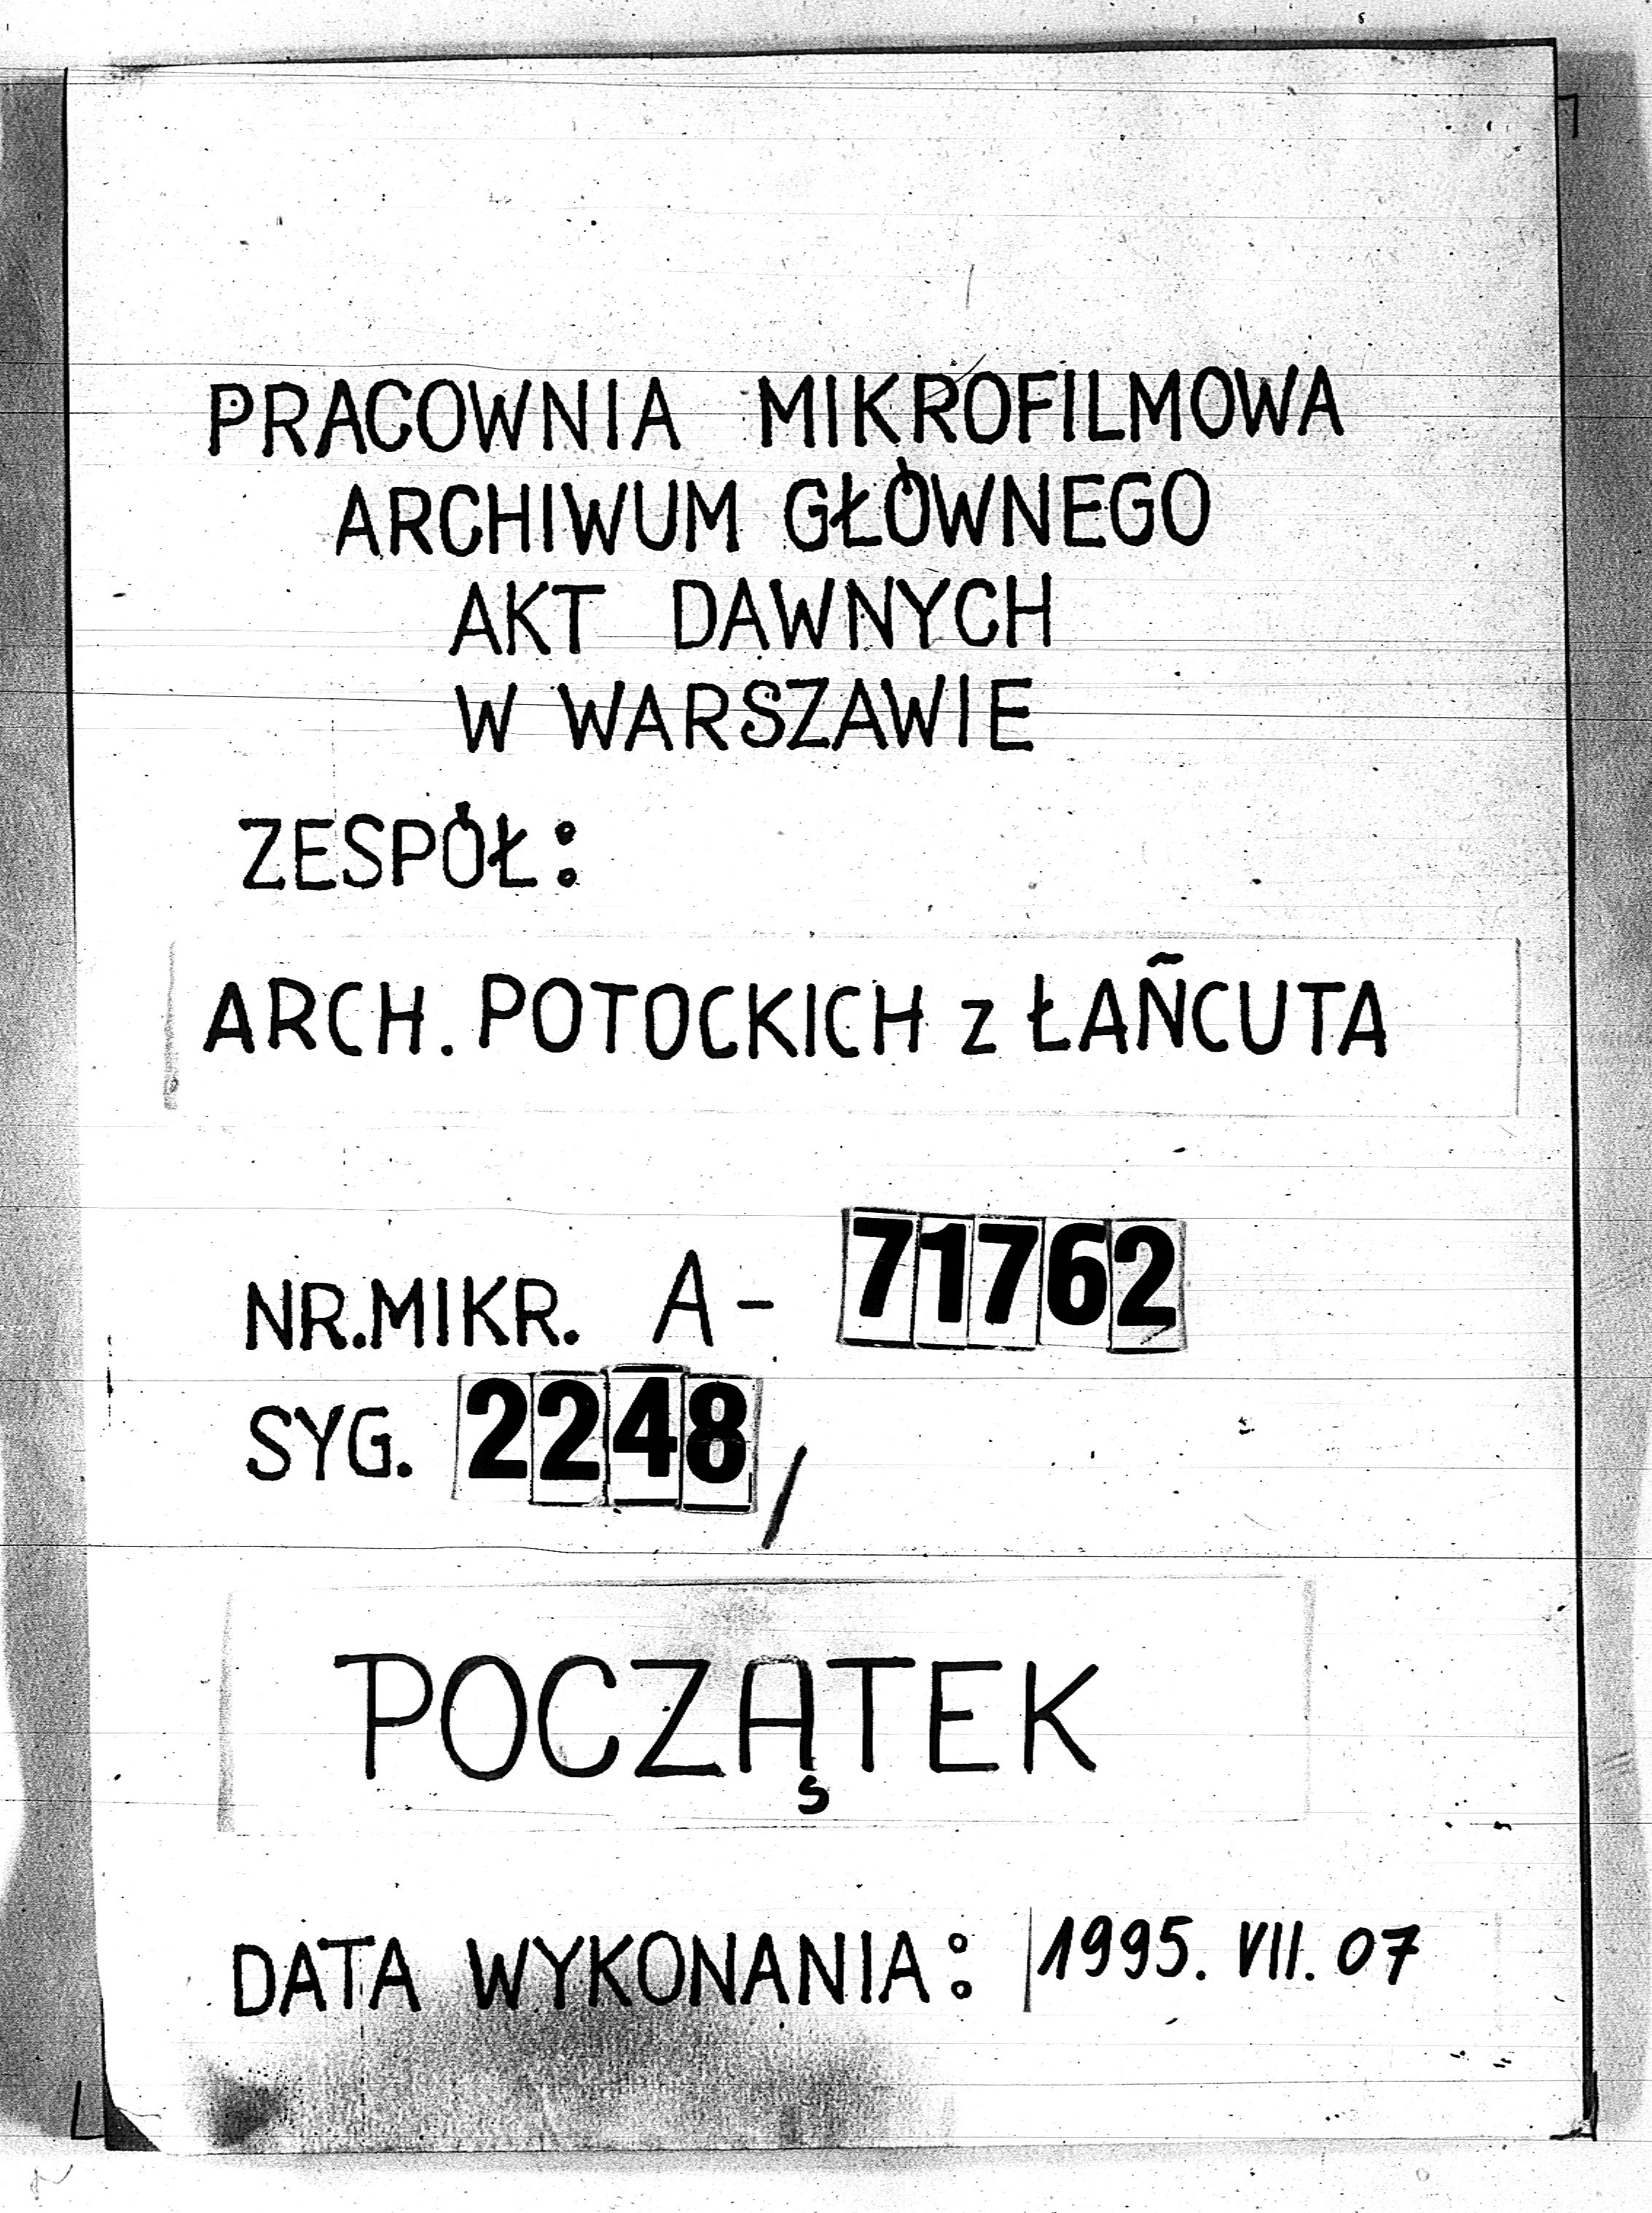 PRACOWNIA MIKROFILMOWA
ARCHIWUM GŁÓWNEGO
AKT DAWNYCH
W WARSZAWIE
ZESPÓŁ:
ARCH. POTOCKICH z ŁAŃCUTA
NR.MIKR. A- 71762
SYG. 2248/
POCZĄTEK
DATA WYKONANIA: 1995. VII. 07